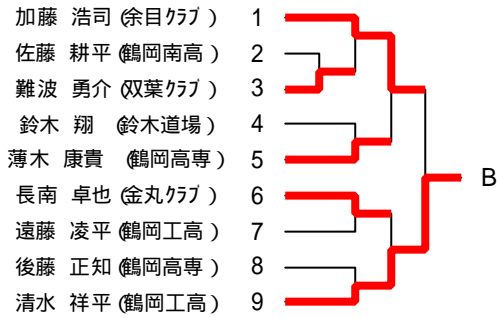 加藤 浩司 (余目クラブ) 1
佐藤 耕平 (鶴岡南高) 2
難波 勇介 (双葉クラブ) 3
鈴木 翔 (鈴木道場) 4
薄木 康貴 (鶴岡高専) 5
長南 卓也 (金丸クラブ) 6
遠藤 凌平 (鶴岡工高) 7
後藤 正知 (鶴岡高専) 8
清水 祥平 (鶴岡工高) 9
B